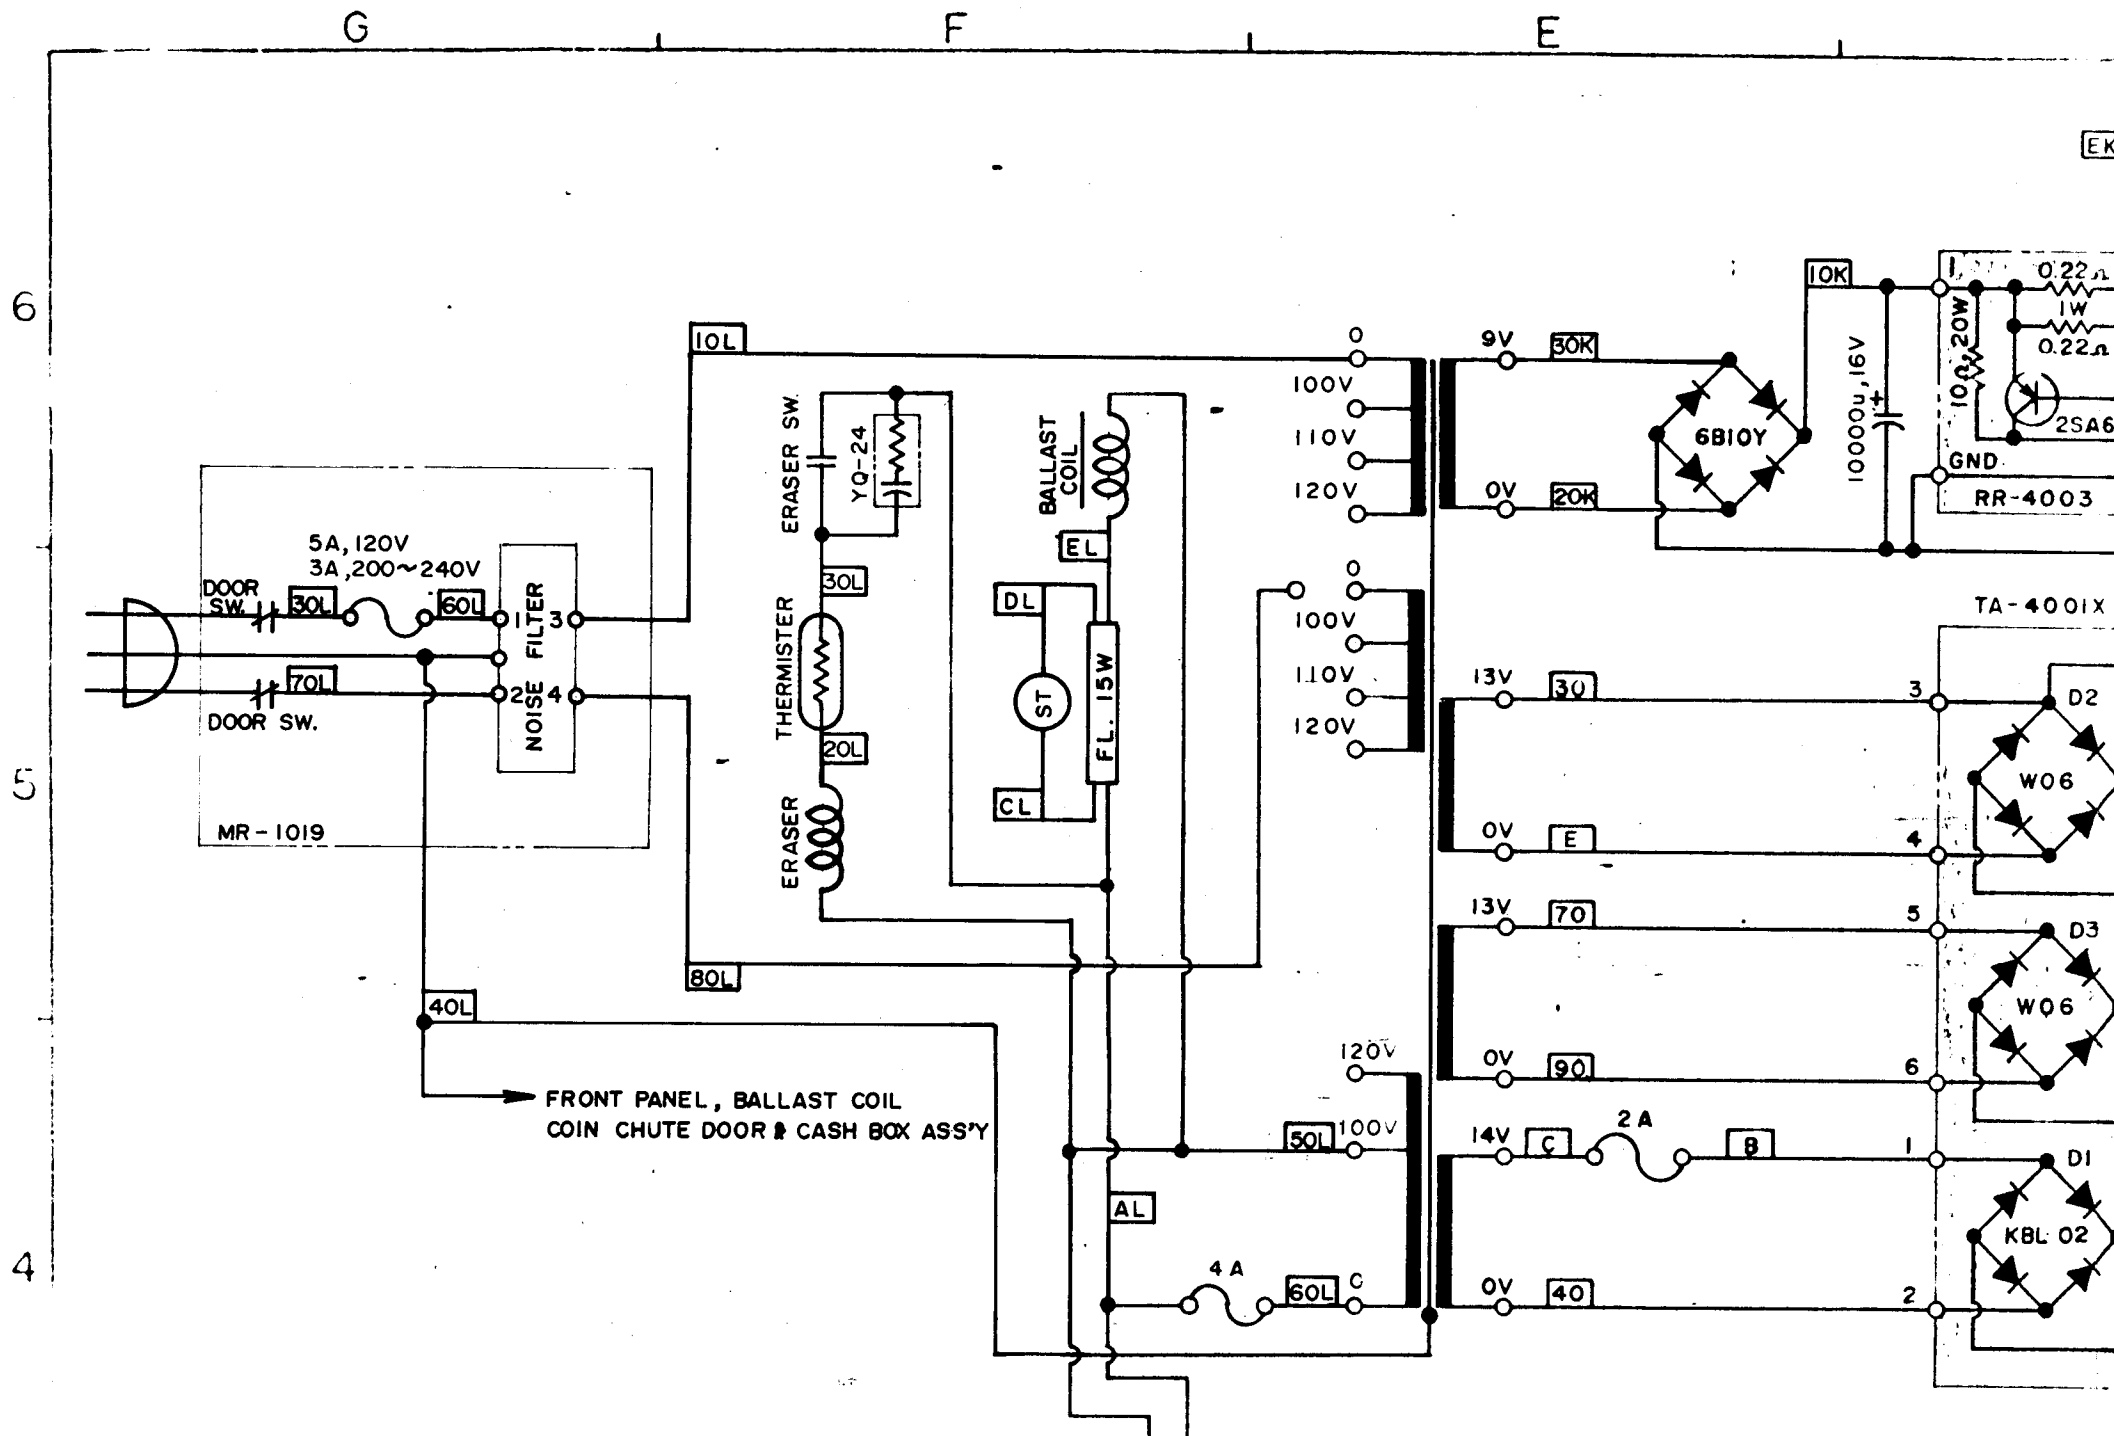 G
F
E
6
5
4
EK
10L
0
100V
110V
120V
9V
30K
0V
20K
6B10Y
10K
10000u,16V
+
1
0.22Ω
1W
0.22Ω
10Ω, 20W
2SA6
GND
RR-4003
ERASER SW.
YQ-24
BALLAST
COIL
EL
30L
THERMISTER
20L
ERASER
DL
ST
CL
FL. 15W
5A,120V
3A,200~240V
DOOR
SW.
30L
60L
1
3
2
4
NOISE FILTER
70L
DOOR SW.
MR-1019
80L
40L
FRONT PANEL, BALLAST COIL
COIN CHUTE DOOR & CASH BOX ASS'Y
0
100V
110V
120V
120V
50L
100V
AL
4A
60L
0
13V
30
3
0V
E
4
TA-4001X
D2
W06
13V
70
5
0V
90
6
D3
W06
14V
C
2A
B
1
0V
40
2
D1
KBL 02